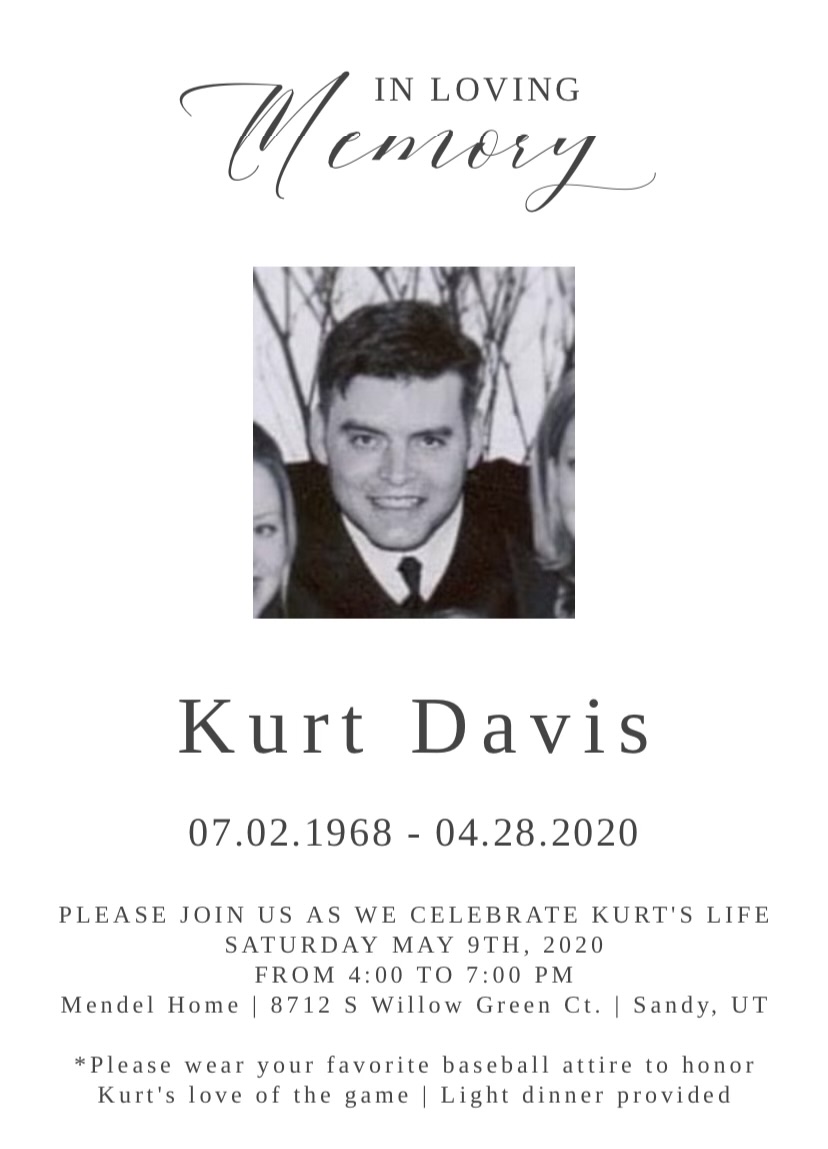 IN LOVING
Memory
Kurt Davis
07.02.1968 - 04.28.2020
PLEASE JOIN US AS WE CELEBRATE KURT'S LIFE
SATURDAY MAY 9TH, 2020
FROM 4:00 TO 7:00 PM
Mendel Home | 8712 S Willow Green Ct. | Sandy, UT
*Please wear your favorite baseball attire to honor
Kurt's love of the game | Light dinner provided